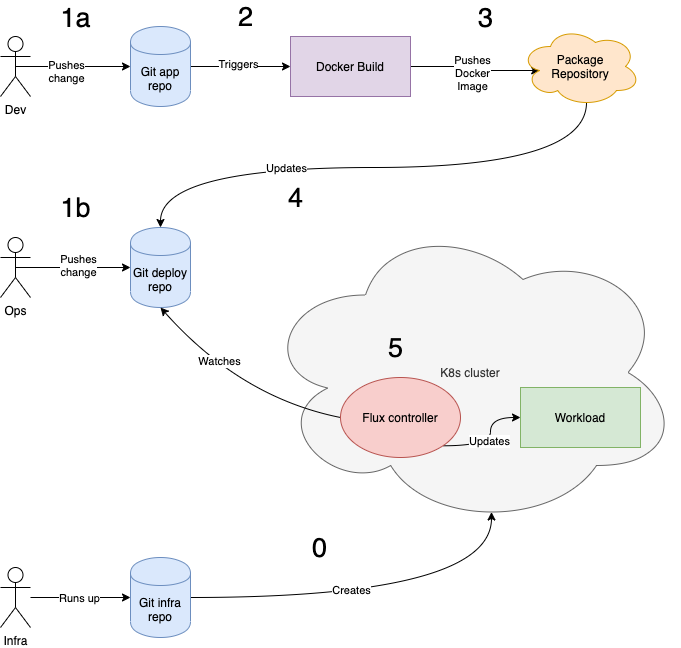 1a
2
3
Dev
Pushes
change
Git app
repo
Triggers
Docker Build
Pushes
Docker
Image
Package
Repository
Updates
4
1b
Ops
Pushes
change
Git deploy
repo
Watches
5
K8s cluster
Flux controller
Updates
Workload
0
Infra
Runs up
Git infra
repo
Creates